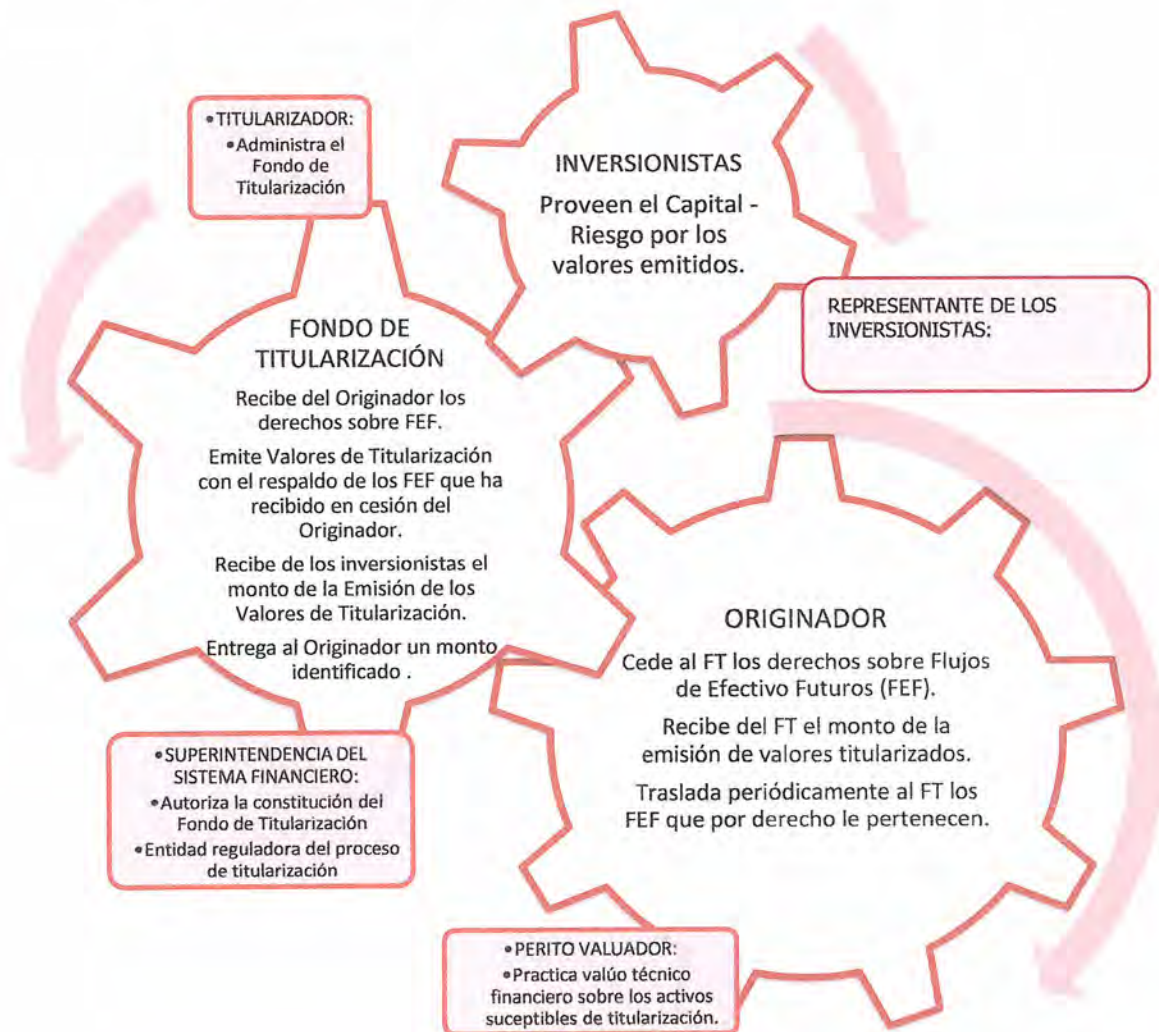 •TITULARIZADOR:
•Administra el
Fondo de
Titularización
INVERSIONISTAS
Proveen el Capital -
Riesgo por los
valores emitidos.
REPRESENTANTE DE LOS
INVERSIONISTAS:
FONDO DE
TITULARIZACIÓN
Recibe del Originador los
derechos sobre FEF.
Emite Valores de Titularización
con el respaldo de los FEF que ha
recibido en cesión del
Originador.
Recibe de los inversionistas el
monto de la Emisión de los
Valores de Titularización.
Entrega al Originador un monto
identificado .
ORIGINADOR
Cede al FT los derechos sobre Flujos
de Efectivo Futuros (FEF).
Recibe del FT el monto de la
emisión de valores titularizados.
Traslada periódicamente al FT los
FEF que por derecho le pertenecen.
•SUPERINTENDENCIA DEL
SISTEMA FINANCIERO:
•Autoriza la constitución del
Fondo de Titularización
•Entidad reguladora del proceso
de titularización
•PERITO VALUADOR:
•Practica valúo técnico
financiero sobre los activos
suceptibles de titularización.